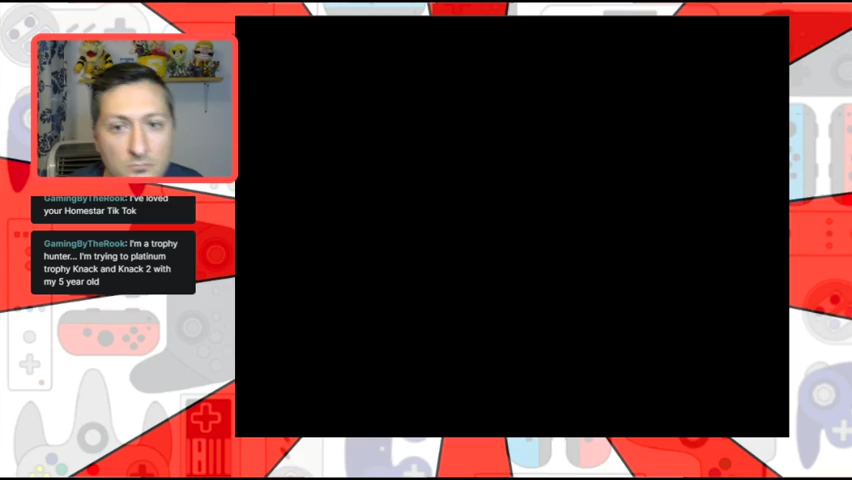 GamingByTheRook: I've loved
your Homestar Tik Tok
GamingByTheRook: I'm a trophy
hunter... I'm trying to platinum
trophy Knack and Knack 2 with
my 5 year old